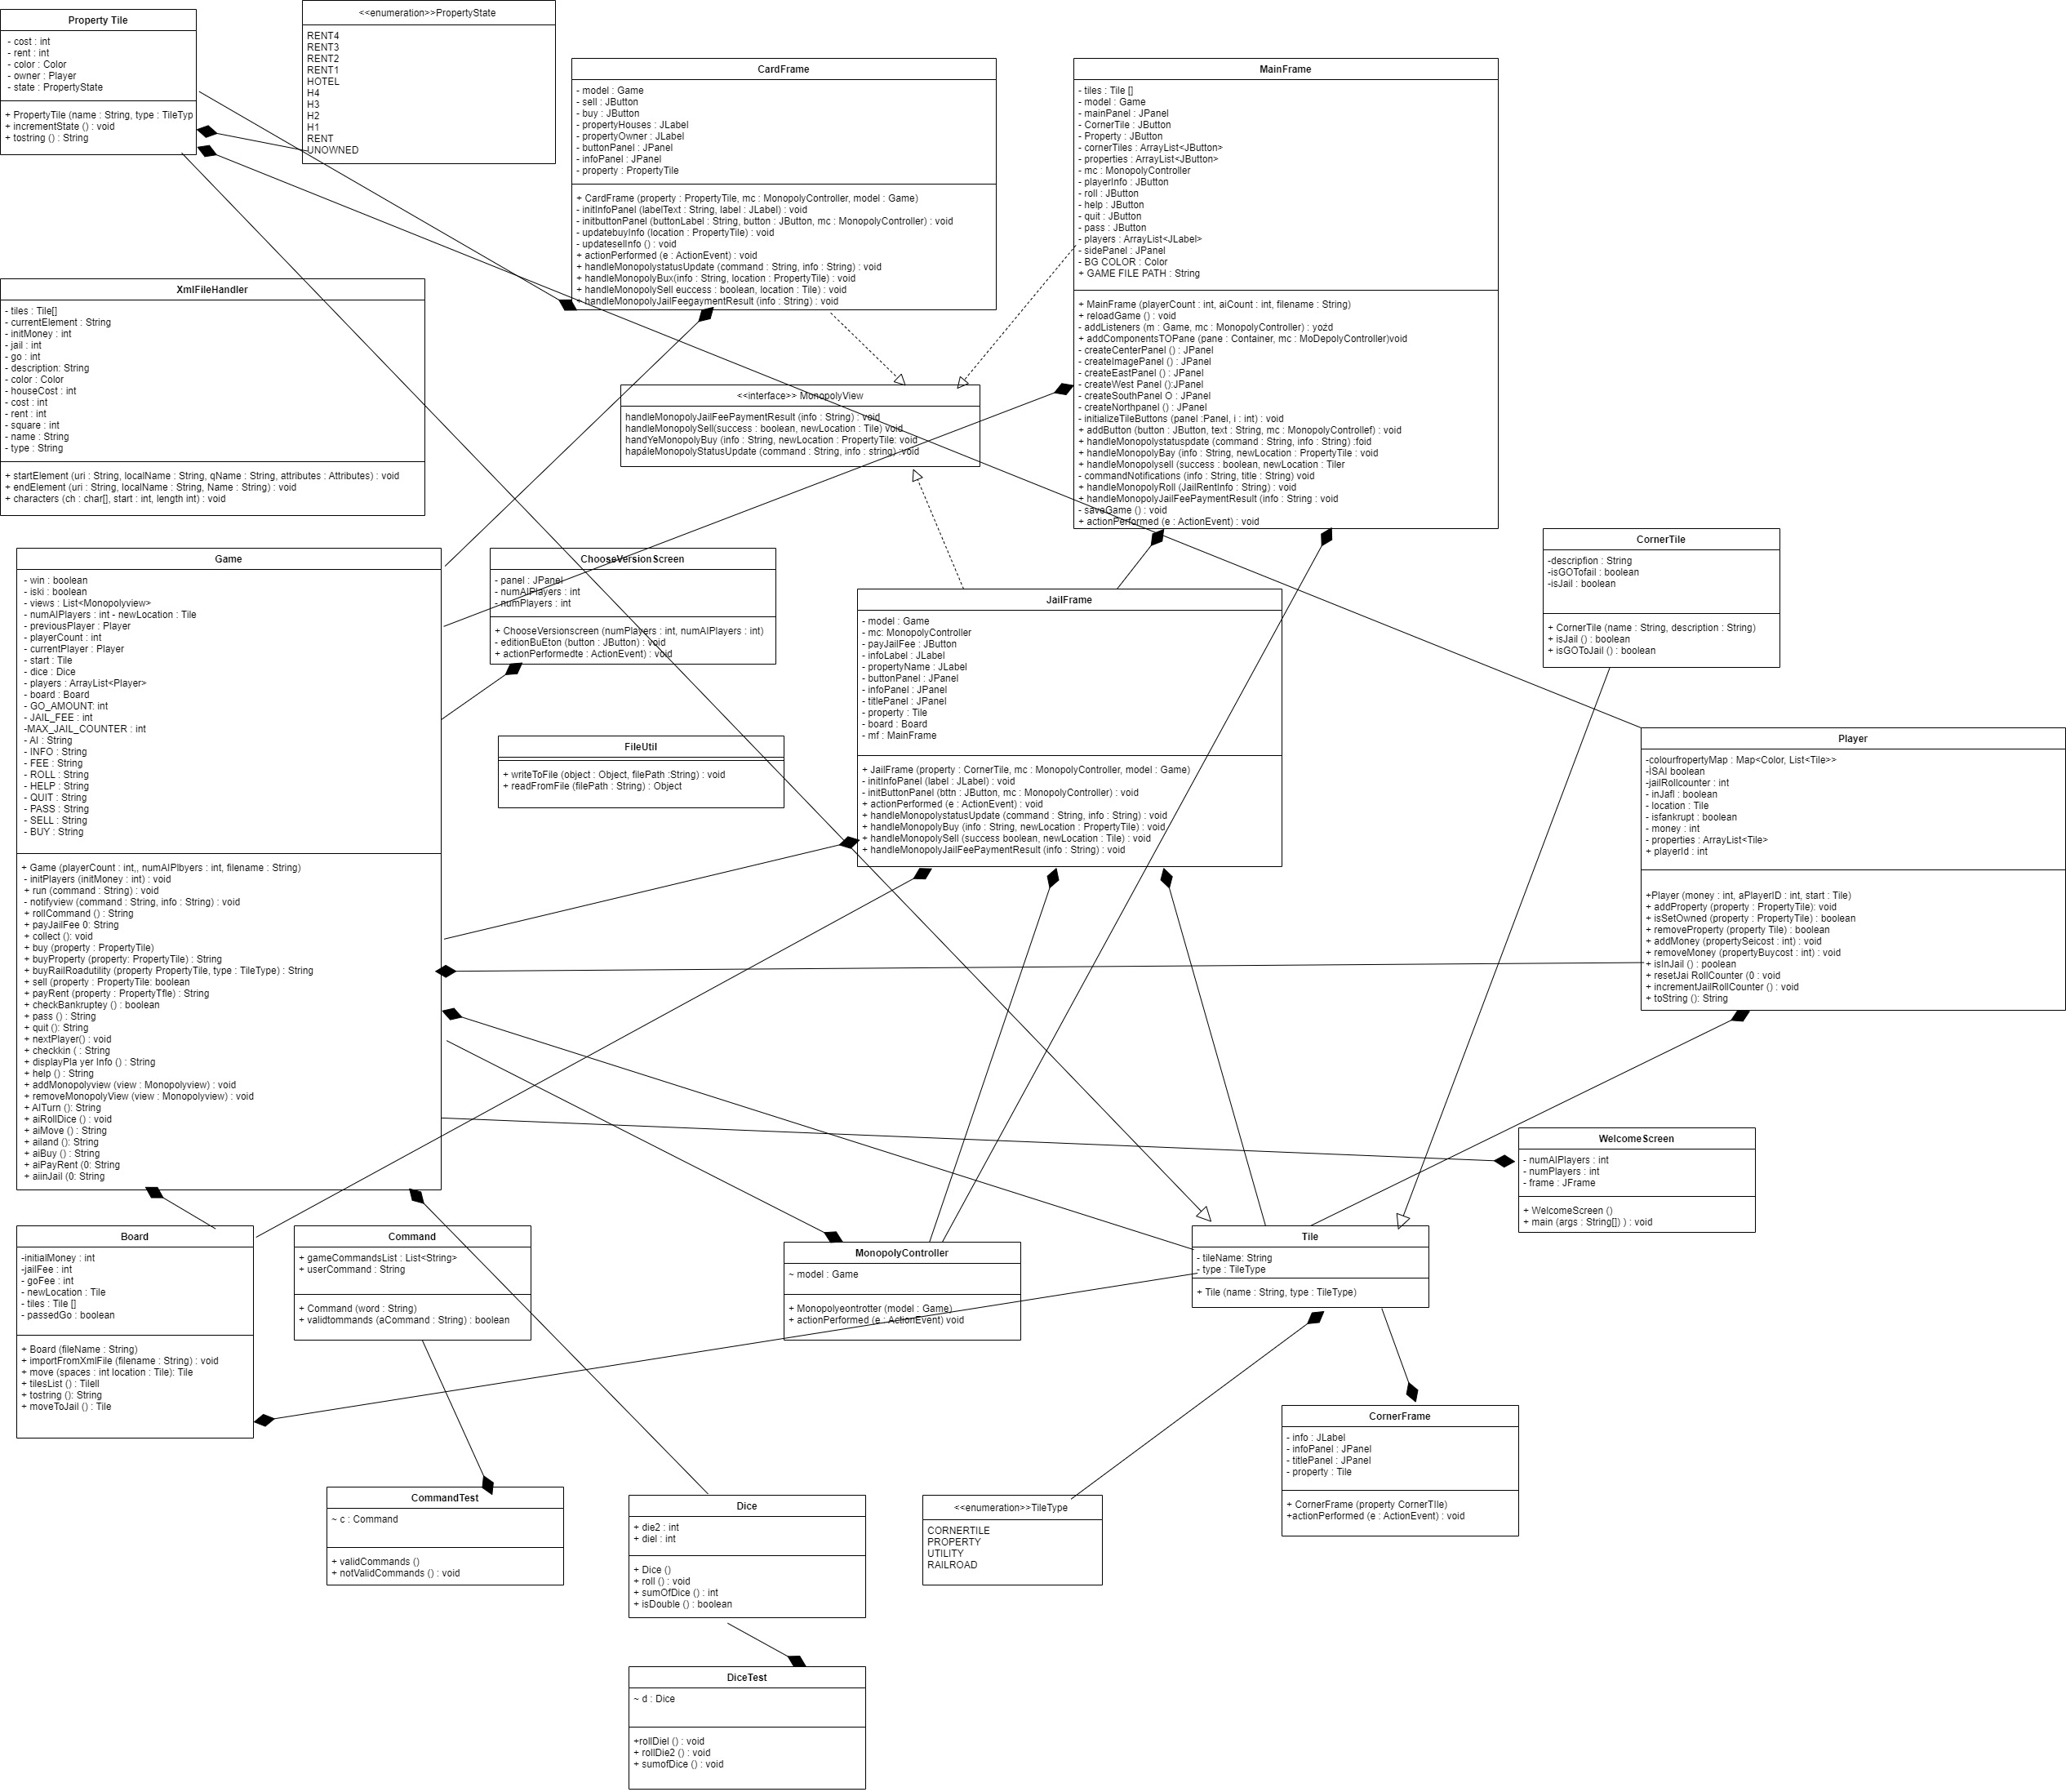 Property Tile
- cost : int
- rent : int
- color : Color
- owner : Player
- state : PropertyState
+ PropertyTile (name : String, type : TileTyp
+ incrementState () : void
+ tostring () : String
<<enumeration>>PropertyState
RENT4
RENT3
RENT2
RENT1
HOTEL
H4
H3
H2
H1
RENT
UNOWNED
CardFrame
- model : Game
- sell : JButton
- buy : JButton
- propertyHouses : JLabel
- propertyOwner : JLabel
- buttonPanel : JPanel
- infoPanel : JPanel
- property : PropertyTile
+ CardFrame (property : PropertyTile, mc : MonopolyController, model : Game)
- initInfoPanel (labelText : String, label : JLabel) : void
- initbuttonPanel (buttonLabel : String, button : JButton, mc : MonopolyController) : void
- updatebuyInfo (location : PropertyTile) : void
- updateselInfo () : void
+ actionPerformed (e : ActionEvent) : void
+ handleMonopolystatusUpdate (command : String, info : String) : void
+ handleMonopolyBux(info : String, location : PropertyTile) : void
+ handleMonopolySell euccess : boolean, location : Tile) : void
+ handleMonopolyJailFeegaymentResult (info : String) : void
MainFrame
- tiles : Tile []
- model : Game
- mainPanel : JPanel
- CornerTile : JButton
- Property : JButton
- cornerTiles : ArrayList<JButton>
- properties : ArrayList<JButton>
- mc : MonopolyController
- playerInfo : JButton
- roll : JButton
- help : JButton
- quit : JButton
- pass : JButton
- players : ArrayList<JLabel>
- sidePanel : JPanel
- BG COLOR : Color
+ GAME FILE PATH : String
+ MainFrame (playerCount : int, aiCount : int, filename : String)
+ reloadGame () : void
- addListeners (m : Game, mc : MonopolyController) : yoźd
+ addComponentsTOPane (pane : Container, mc : MoDepolyController)void
- createCenterPanel () : JPanel
- createImagePanel () : JPanel
- createEastPanel () : JPanel
- createWest Panel ():JPanel
- createSouthPanel O : JPanel
- createNorthpanel () : JPanel
- initializeTileButtons (panel :Panel, i : int) : void
+ addButton (button : JButton, text : String, mc : MonopolyControllef) : void
+ handleMonopolystatuspdate (command : String, info : String) :foid
+ handleMonopolyBay (info : String, newLocation : PropertyTile : void
+ handleMonopolysell (success : boolean, newLocation : Tiler
- commandNotifications (info : String, title : String) void
+ handleMonopolyRoll (JailRentInfo : String) : void
+ handleMonopolyJailFeePaymentResult (info : String : void
- saveGame () : void
+ actionPerformed (e : ActionEvent) : void
XmlFileHandler
- tiles : Tile[]
- currentElement : String
- initMoney : int
- jail : int
- go : int
- description: String
- color : Color
- houseCost : int
- cost : int
- rent : int
- square : int
- name : String
- type : String
+ startElement (uri : String, localName : String, qName : String, attributes : Attributes) : void
+ endElement (uri : String, localName : String, Name : String) : void
+ characters (ch : char[], start : int, length int) : void
<<interface>> MonopolyView
handleMonopolyJailFeePaymentResult (info : String) : void
handleMonopolySell(success : boolean, newLocation : Tile) void
handYeMonopolyBuy (info : String, newLocation : PropertyTile: void
hapáleMonopolyStatusUpdate (command : String, info : string) :void
Game
- win : boolean
- iski : boolean
- views : List<Monopolyview>
- numAIPlayers : int - newLocation : Tile
- previousPlayer : Player
- playerCount : int
- currentPlayer : Player
- start : Tile
- dice : Dice
- players : ArrayList<Player>
- board : Board
- GO_AMOUNT: int
- JAIL_FEE : int
-MAX_JAIL_COUNTER : int
- AI : String
- INFO : String
- FEE : String
- ROLL : String
- HELP : String
- QUIT : String
- PASS : String
- SELL : String
- BUY : String
+ Game (playerCount : int,, numAIPlbyers : int, filename : String)
- initPlayers (initMoney : int) : void
+ run (command : String) : void
- notifyview (command : String, info : String) : void
+ rollCommand () : String
+ payJailFee 0: String
+ collect (): void
+ buy (property : PropertyTile)
+ buyProperty (property: PropertyTile) : String
+ buyRailRoadutility (property PropertyTile, type : TileType) : String
+ sell (property : PropertyTile: boolean
+ payRent (property : PropertyTfle) : String
+ checkBankruptey () : boolean
+ pass () : String
+ quit (): String
+ nextPlayer() : void
+ checkkin ( : String
+ displayPla yer Info () : String
+ help () : String
+ addMonopolyview (view : Monopolyview) : void
+ removeMonopolyView (view : Monopolyview) : void
+ AITurn (): String
+ aiRollDice () : void
+ aiMove () : String
+ ailand (): String
+ aiBuy () : String
+ aiPayRent (0: String
+ aiinJail (0: String
ChooseVersionScreen
- panel : JPanel
- numAIPlayers : int
- numPlayers : int
+ ChooseVersionscreen (numPlayers : int, numAIPlayers : int)
- editionBuEton (button : JButton) : void
+ actionPerformedte : ActionEvent) : void
FileUtil
+ writeToFile (object : Object, filePath :String) : void
+ readFromFile (filePath : String) : Object
JailFrame
- model : Game
- mc: MonopolyController
- payJailFee : JButton
- infoLabel : JLabel
- propertyName : JLabel
- buttonPanel : JPanel
- infoPanel : JPanel
- titlePanel : JPanel
- property : Tile
- board : Board
- mf : MainFrame
+ JailFrame (property : CornerTile, mc : MonopolyController, model : Game)
- initInfoPanel (label : JLabel) : void
- initButtonPanel (bttn : JButton, mc : MonopolyController) : void
+ actionPerformed (e : ActionEvent) : void
+ handleMonopolystatusUpdate (command : String, info : String) : void
+ handleMonopolyBuy (info : String, newLocation : PropertyTile) : void
+ handleMonopolySell (success boolean, newLocation : Tile) : void
+ handleMonopolyJailFeePaymentResult (info : String) : void
CornerTile
-descripfion : String
-isGOTofail : boolean
-isJail : boolean
+ CornerTile (name : String, description : String)
+ isJail () : boolean
+ isGOToJail () : boolean
Player
-colourfropertyMap : Map<Color, List<Tile>>
-İSAI boolean
-jailRollcounter : int
- inJafl : boolean
- location : Tile
- isfankrupt : boolean
- money : int
- properties : ArrayList<Tile>
+ playerId : int
+Player (money : int, aPlayerID : int, start : Tile)
+ addProperty (property : PropertyTile): void
+ isSetOwned (property : PropertyTile) : boolean
+ removeProperty (property Tile) : boolean
+ addMoney (propertySeicost : int) : void
+ removeMoney (propertyBuycost : int) : void
+ isInJail () : poolean
+ resetJai RollCounter (0 : void
+ incrementJailRollCounter () : void
+ toString (): String
WelcomeScreen
- numAIPlayers : int
- numPlayers : int
- frame : JFrame
+ WelcomeScreen ()
+ main (args : String[]) ) : void
Board
-initialMoney : int
-jailFee : int
- goFee : int
- newLocation : Tile
- tiles : Tile []
- passedGo : boolean
+ Board (fileName : String)
+ importFromXmlFile (filename : String) : void
+ move (spaces : int location : Tile): Tile
+ tilesList () : Tilell
+ tostring (): String
+ moveToJail () : Tile
Command
+ gameCommandsList : List<String>
+ userCommand : String
+ Command (word : String)
+ validtommands (aCommand : String) : boolean
MonopolyController
~ model : Game
+ Monopolyeontrotter (model : Game)
+ actionPerformed (e : ActionEvent) void
Tile
- tileName: String
- type : TileType
+ Tile (name : String, type : TileType)
CornerFrame
- info : JLabel
- infoPanel : JPanel
- titlePanel : JPanel
- property : Tile
+ CornerFrame (property CornerTIle)
+actionPerformed (e : ActionEvent) : void
CommandTest
~ c : Command
+ validCommands ()
+ notValidCommands () : void
Dice
+ die2 : int
+ diel : int
+ Dice ()
+ roll () : void
+ sumOfDice () : int
+ isDouble () : boolean
<<enumeration>>TileType
CORNERTILE
PROPERTY
UTILITY
RAILROAD
DiceTest
~ d : Dice
+rollDiel () : void
+ rollDie2 () : void
+ sumofDice () : void